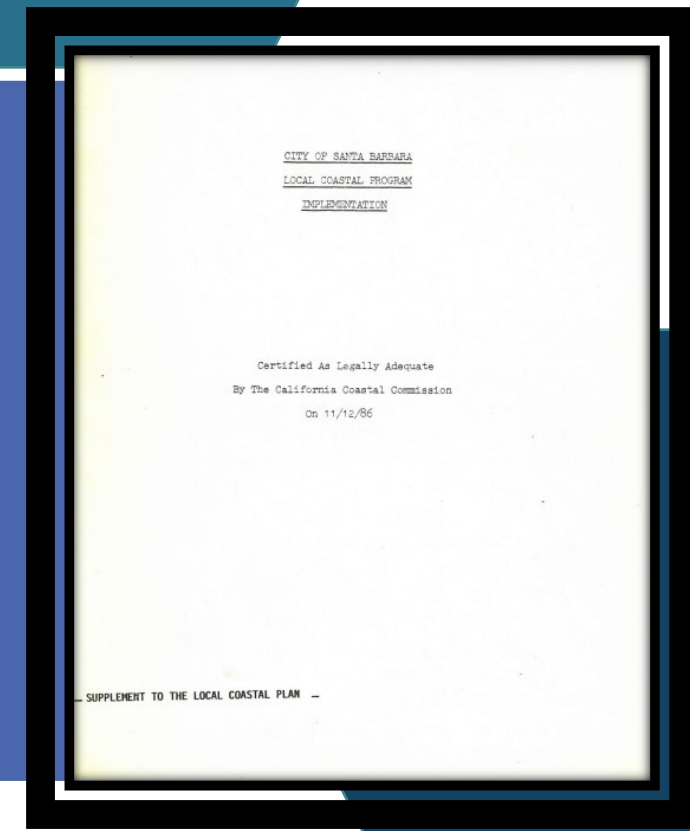 CITY OF SANTA BARBARA
LOCAL COASTAL PROGRAM
IMPLEMENTATION
Certified As Legally Adequate
By The California Coastal Commission
On 11/12/86
— SUPPLEMENT TO THE LOCAL COASTAL PLAN —